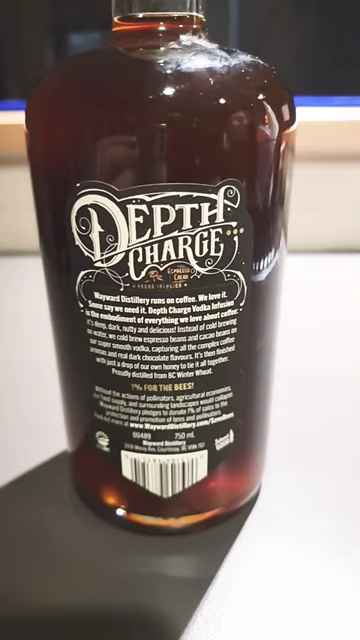 DEPTH
CHARGE
ESPRESSO
CACAO
VODKA INFUSION
Wayward Distillery runs on coffee. We love it.
Some say we need it. Depth Charge Vodka Infusion
is the embodiment of everything we love about coffee:
it's deep, dark, nutty and delicious! Instead of cold brewing
on water, we cold brew espresso beans and cacao beans on
our super smooth vodka, capturing all the complex coffee
aromas and real dark chocolate flavours. It's then finished
with just a drop of our own honey to tie it all together.
Proudly distilled from BC Winter Wheat.
1% FOR THE BEES!
Without the actions of pollinators, agricultural economies,
our food supply, and surrounding landscapes would collapse.
Wayward Distillery pledges to donate 1% of sales to the
protection and promotion of bees and pollinators.
Find out more at www.WaywardDistillery.com/SaveBees
00489 750 mL
Wayward Distillery
2931 Moray Ave, Courtenay, BC V9N 7S7